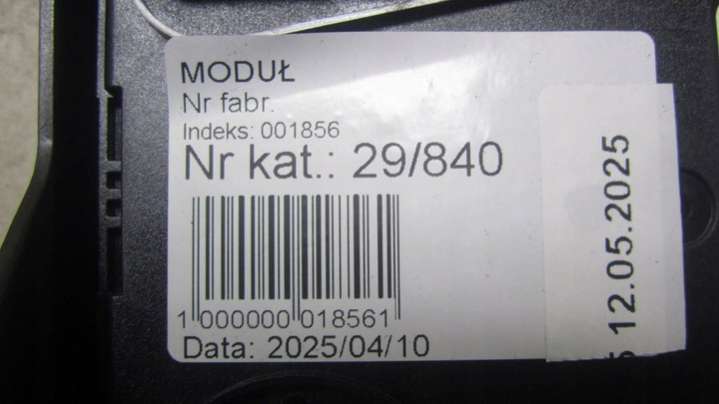 MODUŁ
Nr fabr.
Indeks: 001856
Nr kat.: 29/840
1 000000 018561
Data: 2025/04/10
12.05.2025